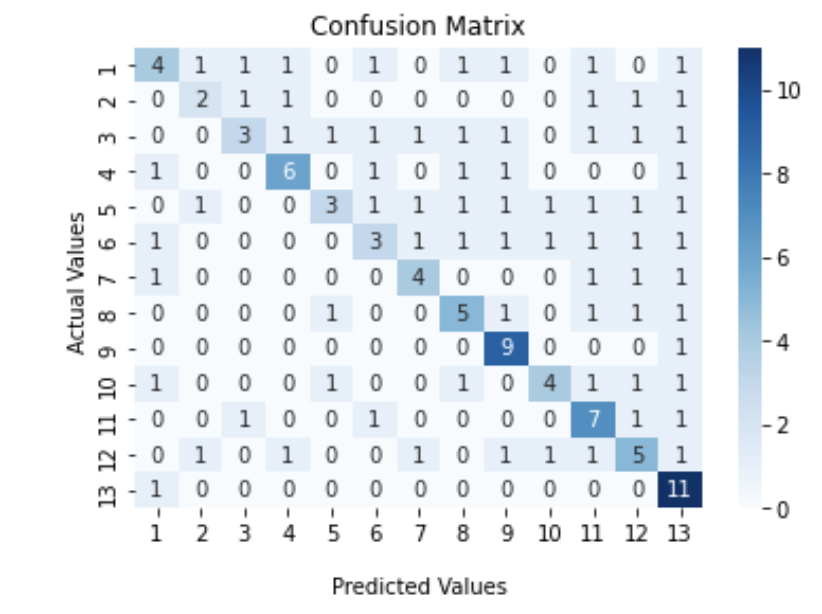 Confusion Matrix
1 4 1 1 1 0 1 0 1 1 0 1 0 1
2 0 2 1 1 0 0 0 0 0 0 1 1 1
3 0 0 3 1 1 1 1 1 1 0 1 1 1
4 1 0 0 6 0 1 0 1 1 0 0 0 1
5 0 1 0 0 3 1 1 1 1 1 1 1 1
6 1 0 0 0 0 3 1 1 1 1 1 1 1
7 1 0 0 0 0 0 4 0 0 0 1 1 1
8 0 0 0 0 1 0 0 5 1 0 1 1 1
9 0 0 0 0 0 0 0 0 9 0 0 0 1
10 1 0 0 0 1 0 0 1 0 4 1 1 1
11 0 0 1 0 0 1 0 0 0 0 7 1 1
12 0 1 0 1 0 0 1 0 1 1 1 5 1
13 1 0 0 0 0 0 0 0 0 0 0 0 11
1 2 3 4 5 6 7 8 9 10 11 12 13
Actual Values
Predicted Values
10
8
6
4
2
0